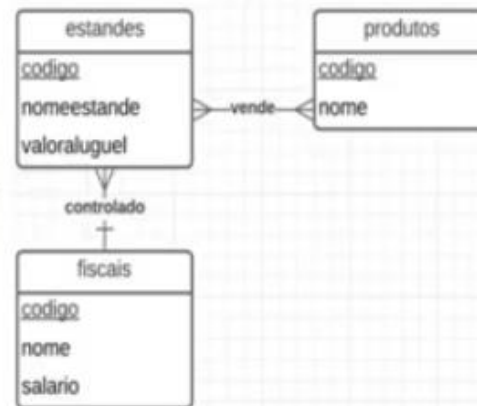 estandes
codigo
nomeestande
valoraluguel
vende
produtos
codigo
nome
controlado
fiscais
codigo
nome
salario